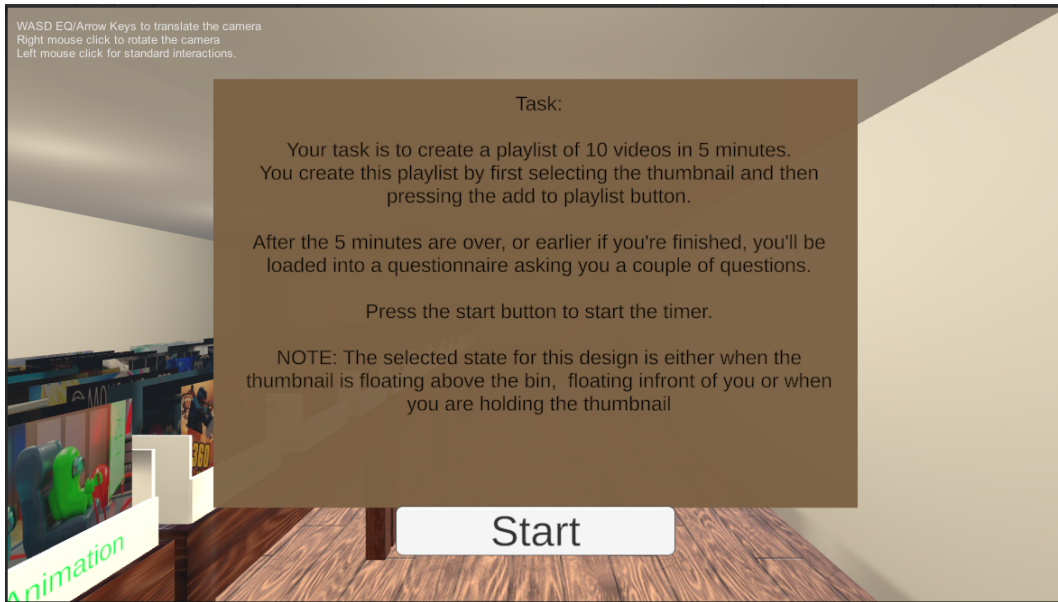 WASD EQ/Arrow Keys to translate the camera
Right mouse click to rotate the camera
Left mouse click for standard interactions.
Task:
Your task is to create a playlist of 10 videos in 5 minutes.
You create this playlist by first selecting the thumbnail and then
pressing the add to playlist button.
After the 5 minutes are over, or earlier if you're finished, you'll be
loaded into a questionnaire asking you a couple of questions.
Press the start button to start the timer.
NOTE: The selected state for this design is either when the
thumbnail is floating above the bin,  floating infront of you or when
you are holding the thumbnail
360
Start
Animation